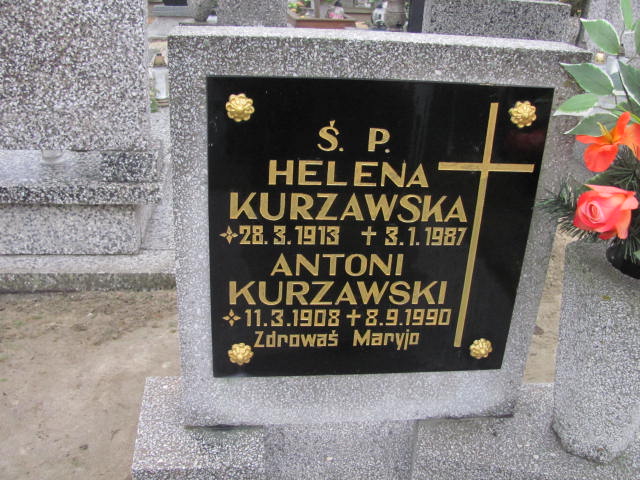 Ś. P.
HELENA
KURZAWSKA
28. 3. 1913 3. 1. 1987
ANTONI
KURZAWSKI
11. 3. 1908 8. 9. 1990
Zdrowaś Maryjo